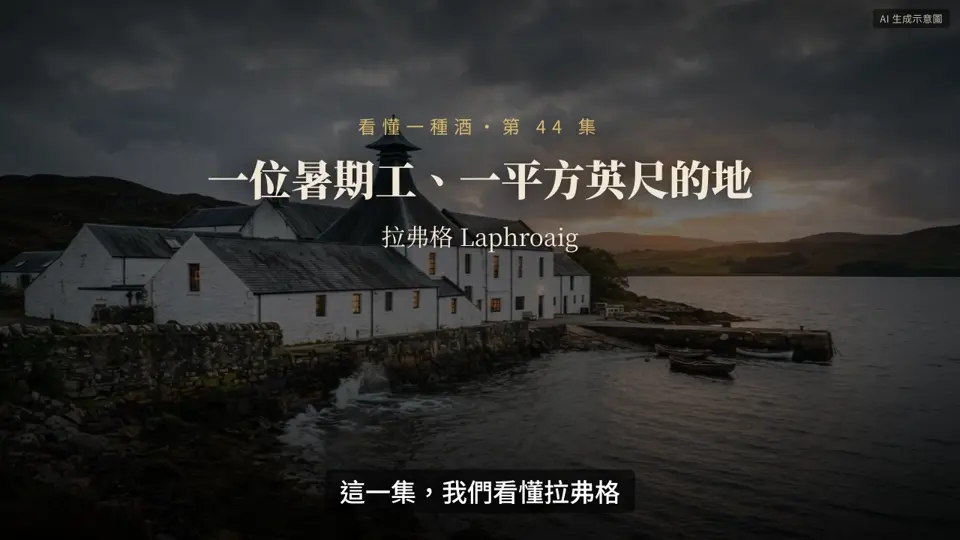 AI 生成示意圖
看懂一種酒・第 44 集
一位暑期工、一平方英尺的地
拉弗格 Laphroaig
這一集，我們看懂拉弗格